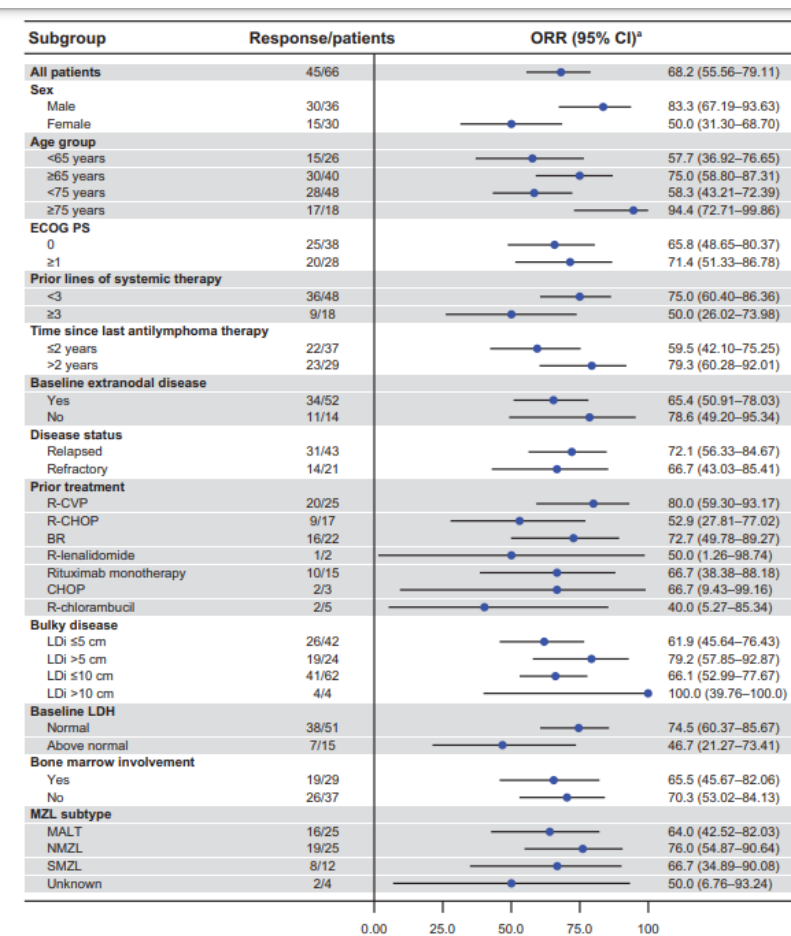 Subgroup Response/patients ORR (95% CI)ᵃ
All patients 45/66 68.2 (55.56–79.11)
Sex
Male 30/36 83.3 (67.19–93.63)
Female 15/30 50.0 (31.30–68.70)
Age group
<65 years 15/26 57.7 (36.92–76.65)
≥65 years 30/40 75.0 (58.80–87.31)
<75 years 28/48 58.3 (43.21–72.39)
≥75 years 17/18 94.4 (72.71–99.86)
ECOG PS
0 25/38 65.8 (48.65–80.37)
≥1 20/28 71.4 (51.33–86.78)
Prior lines of systemic therapy
<3 36/48 75.0 (60.40–86.36)
≥3 9/18 50.0 (26.02–73.98)
Time since last antilymphoma therapy
≤2 years 22/37 59.5 (42.10–75.25)
>2 years 23/29 79.3 (60.28–92.01)
Baseline extranodal disease
Yes 34/52 65.4 (50.91–78.03)
No 11/14 78.6 (49.20–95.34)
Disease status
Relapsed 31/43 72.1 (56.33–84.67)
Refractory 14/21 66.7 (43.03–85.41)
Prior treatment
R-CVP 20/25 80.0 (59.30–93.17)
R-CHOP 9/17 52.9 (27.81–77.02)
BR 16/22 72.7 (49.78–89.27)
R-lenalidomide 1/2 50.0 (1.26–98.74)
Rituximab monotherapy 10/15 66.7 (38.38–88.18)
CHOP 2/3 66.7 (9.43–99.16)
R-chlorambucil 2/5 40.0 (5.27–85.34)
Bulky disease
LDi ≤5 cm 26/42 61.9 (45.64–76.43)
LDi >5 cm 19/24 79.2 (57.85–92.87)
LDi ≤10 cm 41/62 66.1 (52.99–77.67)
LDi >10 cm 4/4 100.0 (39.76–100.0)
Baseline LDH
Normal 38/51 74.5 (60.37–85.67)
Above normal 7/15 46.7 (21.27–73.41)
Bone marrow involvement
Yes 19/29 65.5 (45.67–82.06)
No 26/37 70.3 (53.02–84.13)
MZL subtype
MALT 16/25 64.0 (42.52–82.03)
NMZL 19/25 76.0 (54.87–90.64)
SMZL 8/12 66.7 (34.89–90.08)
Unknown 2/4 50.0 (6.76–93.24)
0.00 25.0 50.0 75.0 100